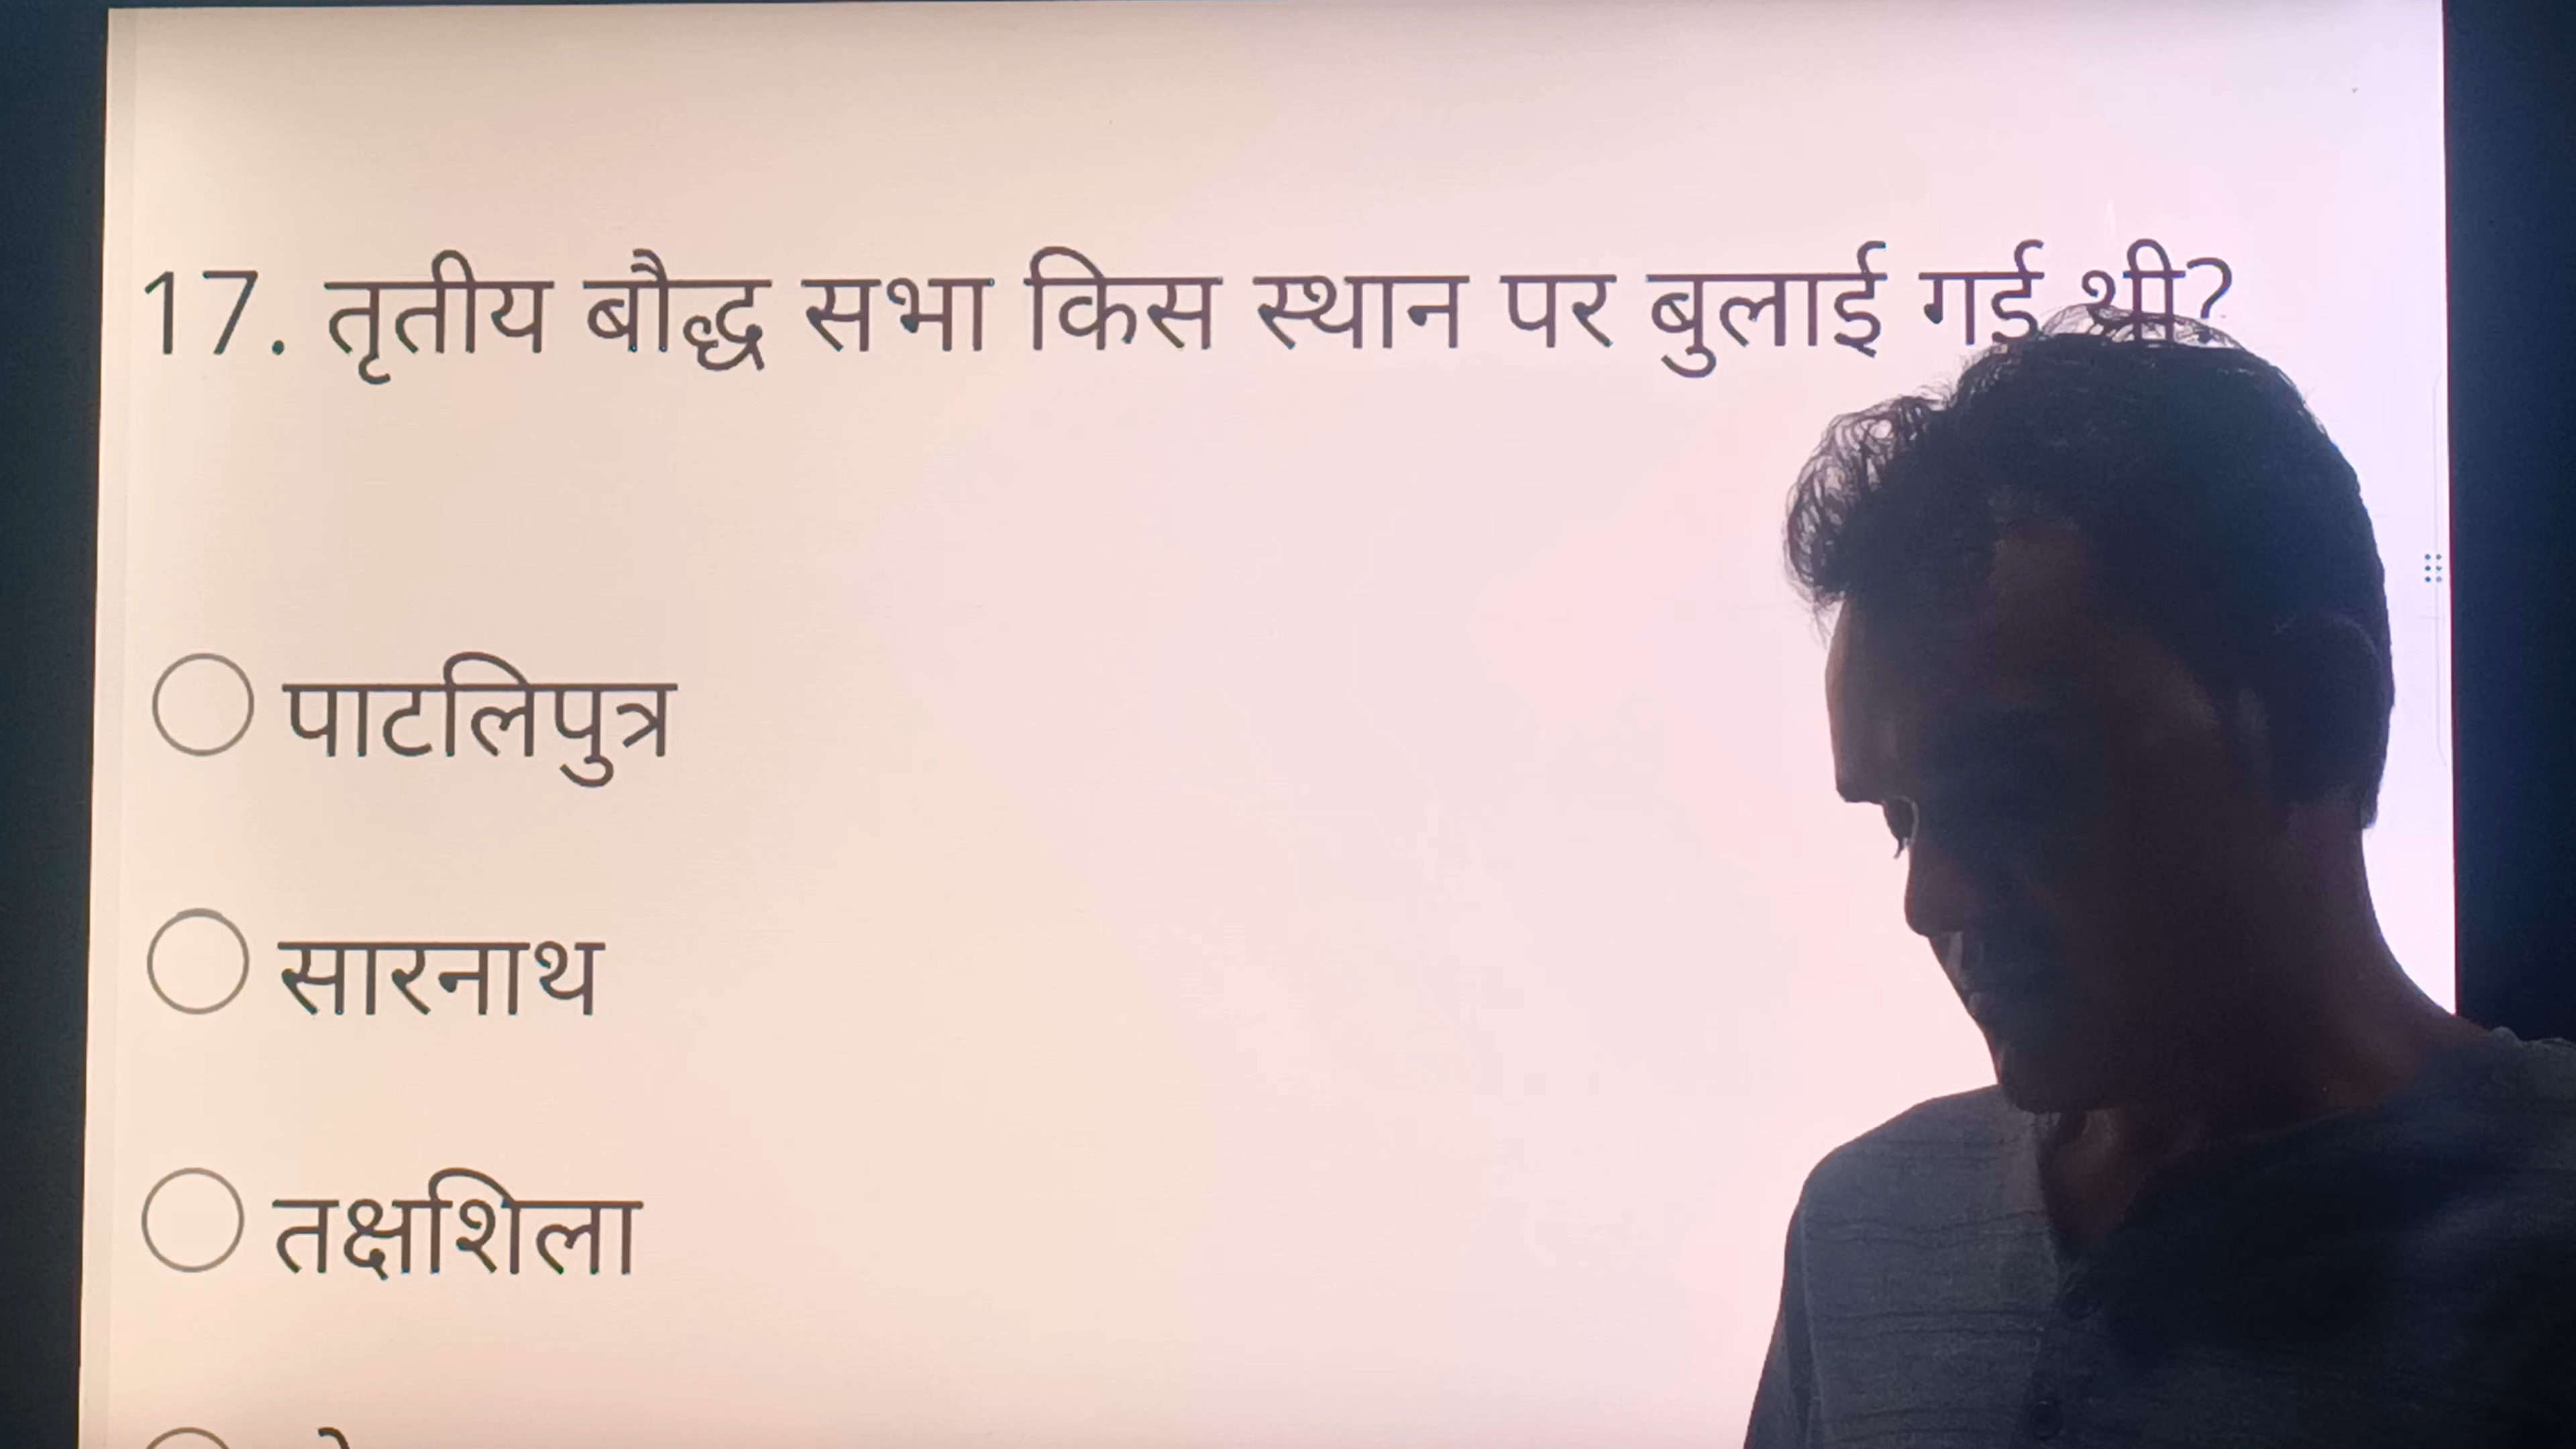 17. तृतीय बौद्ध सभा किस स्थान पर बुलाई गई थी?
पाटलिपुत्र
सारनाथ
तक्षशिला